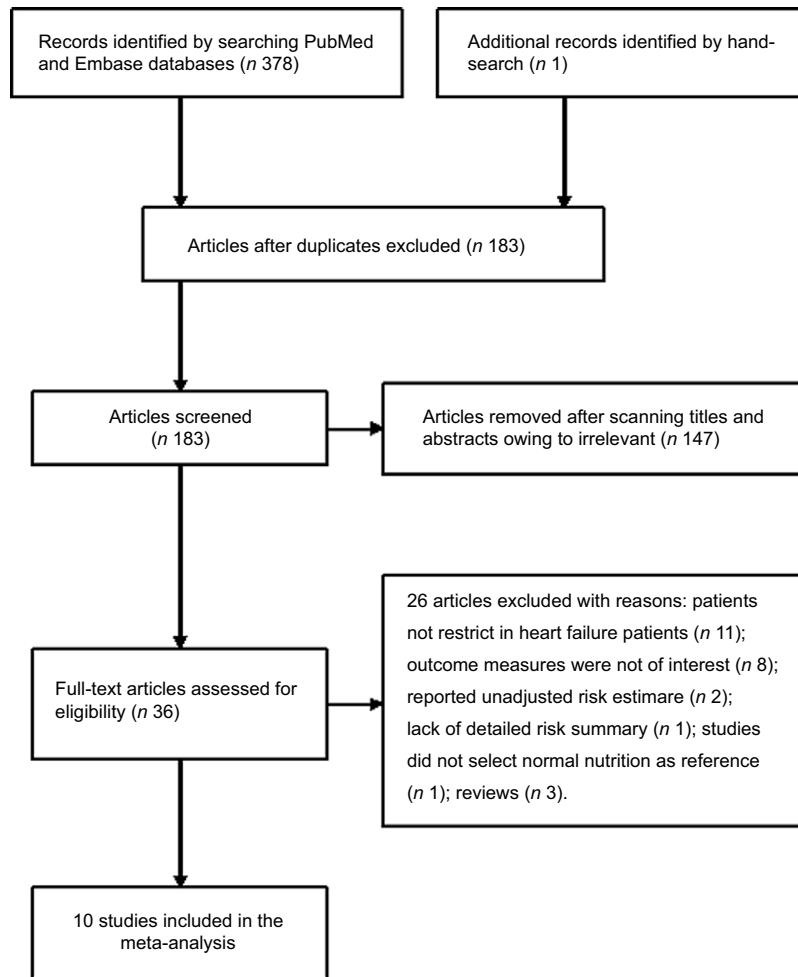 Records identified by searching PubMed
and Embase databases (n 378)
Additional records identified by hand-
search (n 1)
Articles after duplicates excluded (n 183)
Articles screened
(n 183)
Articles removed after scanning titles and
abstracts owing to irrelevant (n 147)
Full-text articles assessed for
eligibility (n 36)
26 articles excluded with reasons: patients
not restrict in heart failure patients (n 11);
outcome measures were not of interest (n 8);
reported unadjusted risk estimare (n 2);
lack of detailed risk summary (n 1); studies
did not select normal nutrition as reference
(n 1); reviews (n 3).
10 studies included in the
meta-analysis